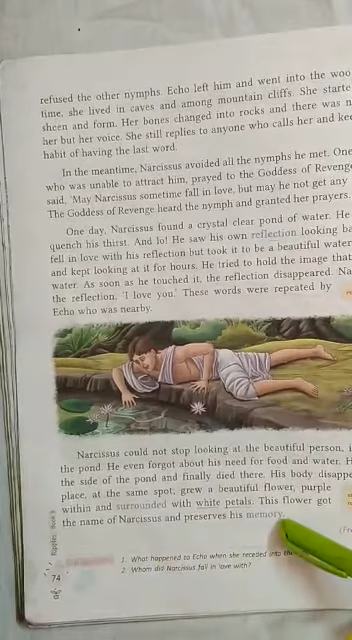 refused the other nymphs. Echo left him and went into the woo
time, she lived in caves and among mountain cliffs. She starte
sheen and form. Her bones changed into rocks and there was n
her but her voice. She still replies to anyone who calls her and kee
habit of having the last word.
In the meantime, Narcissus avoided all the nymphs he met. One
who was unable to attract him, prayed to the Goddess of Revenge
said, 'May Narcissus sometime fall in love, but may he not get any
The Goddess of Revenge heard the nymph and granted her prayers.
One day, Narcissus found a crystal clear pond of water. He
quench his thirst. And lo! He saw his own reflection looking ba
fell in love with his reflection but took it to be a beautiful water
and kept looking at it for hours. He tried to hold the image that
water. As soon as he touched it, the reflection disappeared. Na
the reflection, 'I love you.' These words were repeated by
Echo who was nearby.
Narcissus could not stop looking at the beautiful person, i
the pond. He even forgot about his need for food and water. H
the side of the pond and finally died there. His body disappe
place, at the same spot, grew a beautiful flower, purple
within and surrounded with white petals. This flower got
the name of Narcissus and preserves his memory.
(Fr
1. What happened to Echo when she receded into the
2. Whom did Narcissus fall in love with?
Ripples Book
74